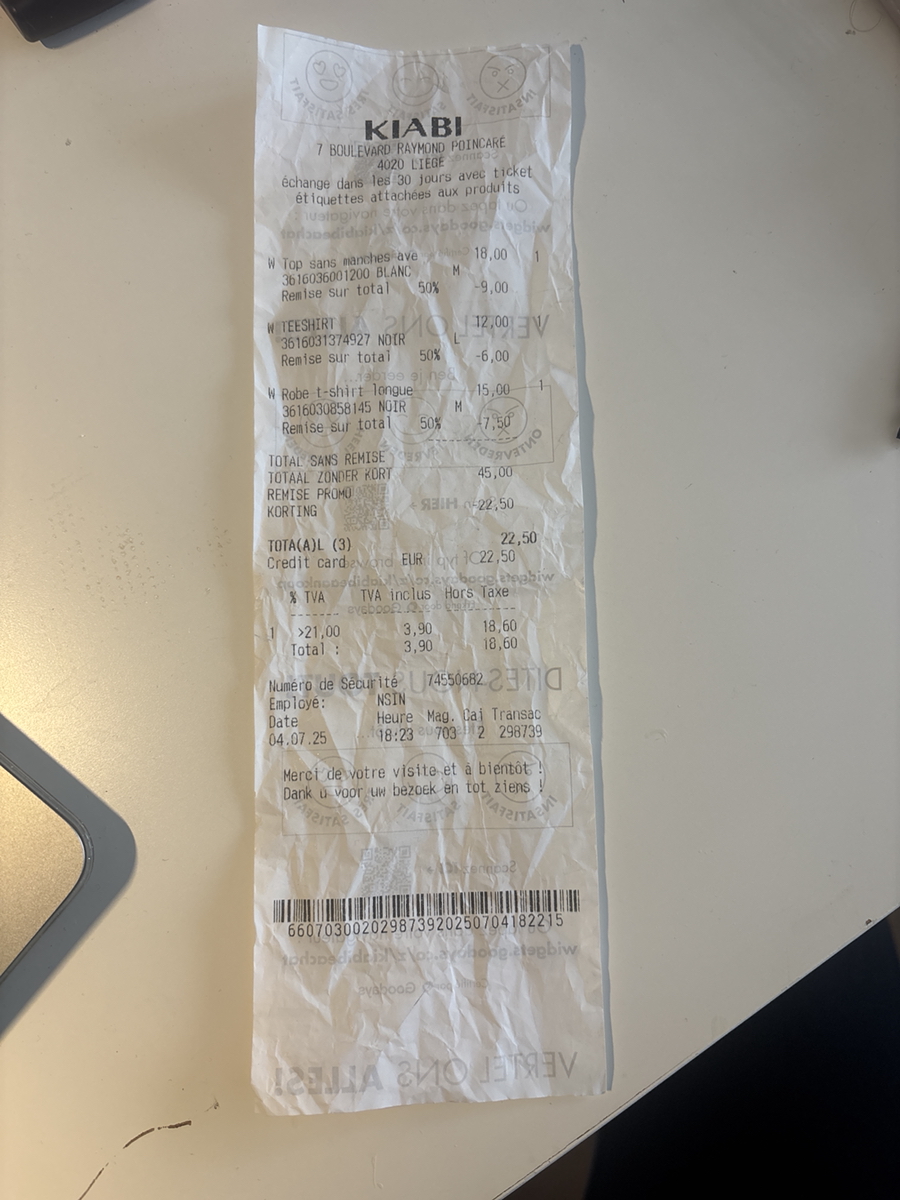 KIABI
7 BOULEVARD RAYMOND POINCARÉ
4020 LIEGE
échange dans les 30 jours avec ticket
étiquettes attachées aux produits
W Top sans manches ave 18,00 1
3616036001200 BLANC M
Remise sur total 50% -9,00
W TEESHIRT 12,00 1
3616031374927 NOIR L
Remise sur total 50% -6,00
W Robe t-shirt longue 15,00 1
3616030858145 NOIR M
Remise sur total 50% -7,50
TOTAL SANS REMISE
TOTAAL ZONDER KORT 45,00
REMISE PROMO
KORTING -22,50
TOTA(A)L (3) 22,50
Credit card EUR 22,50
% TVA TVA inclus Hors Taxe
1 >21,00 3,90 18,60
Total : 3,90 18,60
Numéro de Sécurité 74550682
Employé: NSIN
Date Heure Mag. Cai Transac
04.07.25 18:23 703 2 298739
Merci de votre visite et à bientôt !
Dank u voor uw bezoek en tot ziens !
660703002029873920250704182215
VERTEL ONS ALLES!